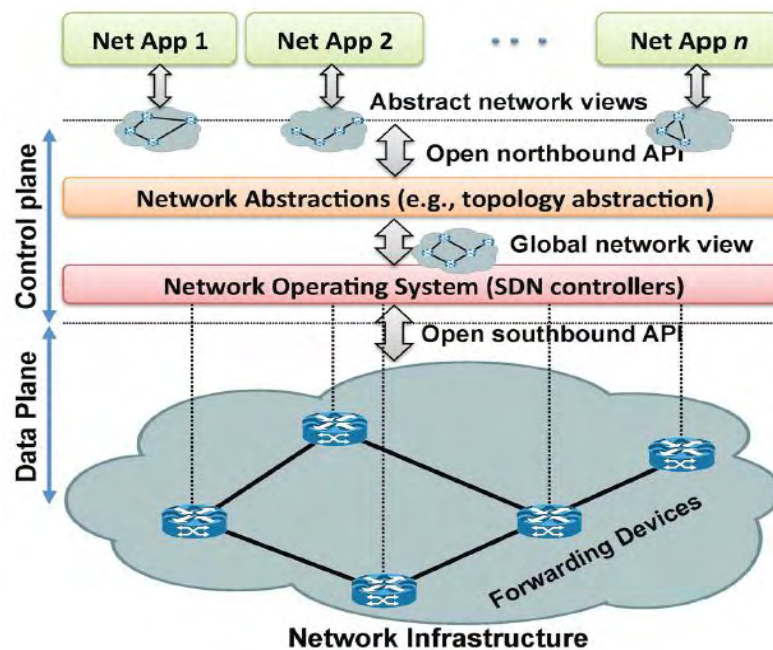 Net App 1
Net App 2
Net App n
Abstract network views
Open northbound API
Network Abstractions (e.g., topology abstraction)
Global network view
Network Operating System (SDN controllers)
Open southbound API
Control plane
Data Plane
Forwarding Devices
Network Infrastructure